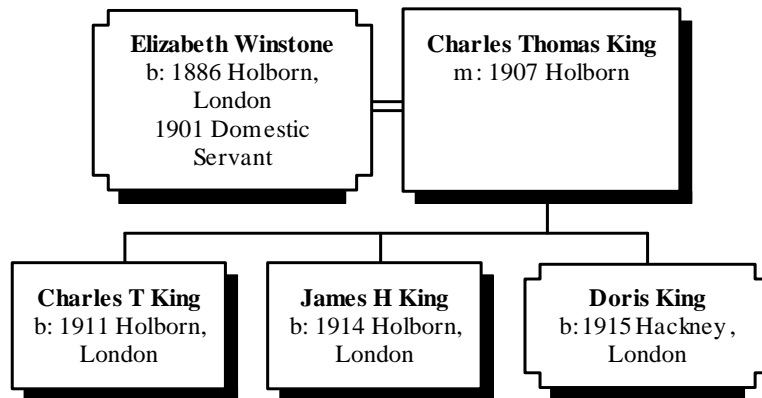 Elizabeth Winstone
b: 1886 Holborn,
London
1901 Domestic
Servant
Charles Thomas King
m: 1907 Holborn
Charles T King
b: 1911 Holborn,
London
James H King
b: 1914 Holborn,
London
Doris King
b: 1915 Hackney,
London